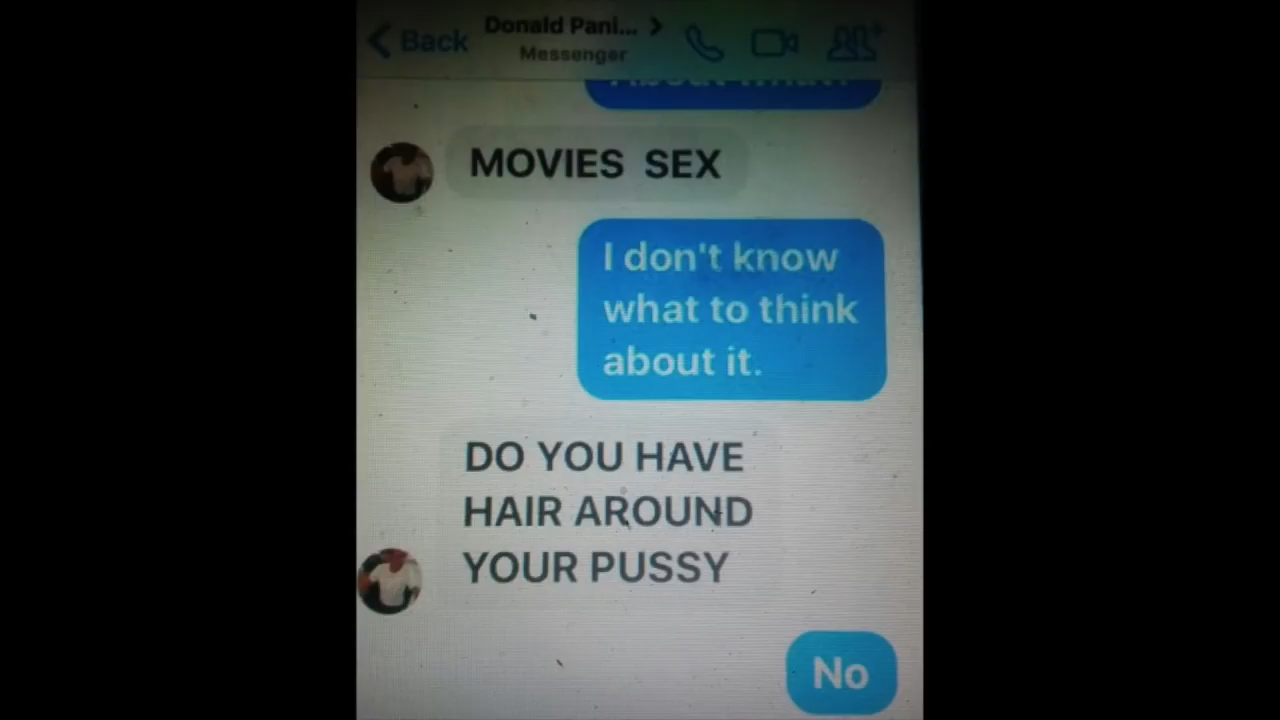 Back
Donald Pani...
Messenger
MOVIES SEX
I don't know
what to think
about it.
DO YOU HAVE
HAIR AROUND
YOUR PUSSY
No